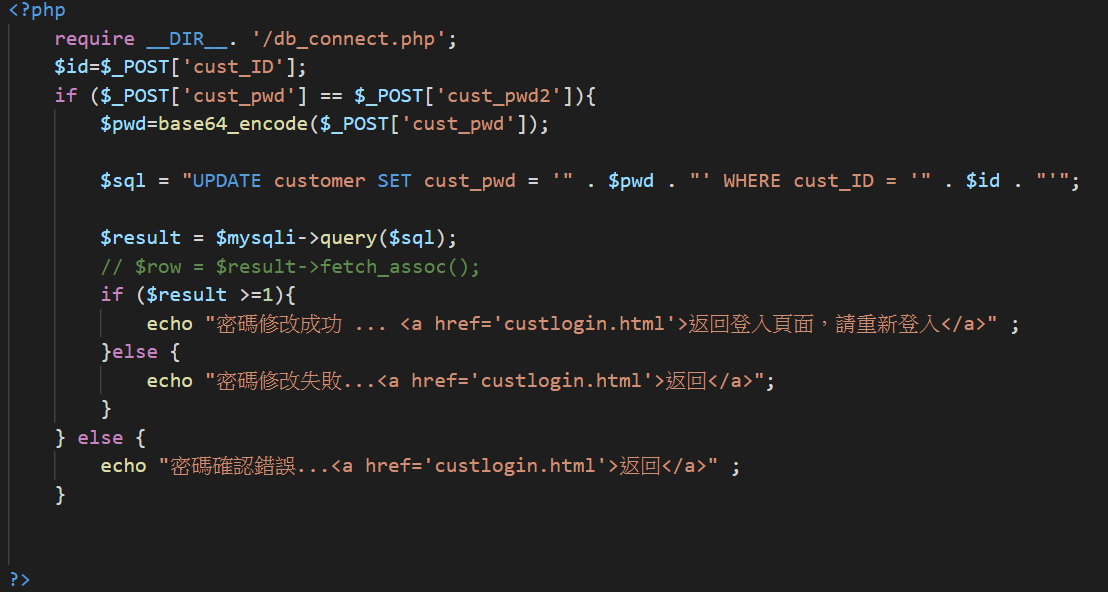 <?php
    require __DIR__. '/db_connect.php';
    $id=$_POST['cust_ID'];
    if ($_POST['cust_pwd'] == $_POST['cust_pwd2']){
        $pwd=base64_encode($_POST['cust_pwd']);
        $sql = "UPDATE customer SET cust_pwd = '" . $pwd . "' WHERE cust_ID = '" . $id . "'";
        $result = $mysqli->query($sql);
        // $row = $result->fetch_assoc();
        if ($result >=1){
            echo "密碼修改成功 ... <a href='custlogin.html'>返回登入頁面，請重新登入</a>" ;
        }else {
            echo "密碼修改失敗...<a href='custlogin.html'>返回</a>";
        }
    } else {
        echo "密碼確認錯誤...<a href='custlogin.html'>返回</a>" ;
    }
?>